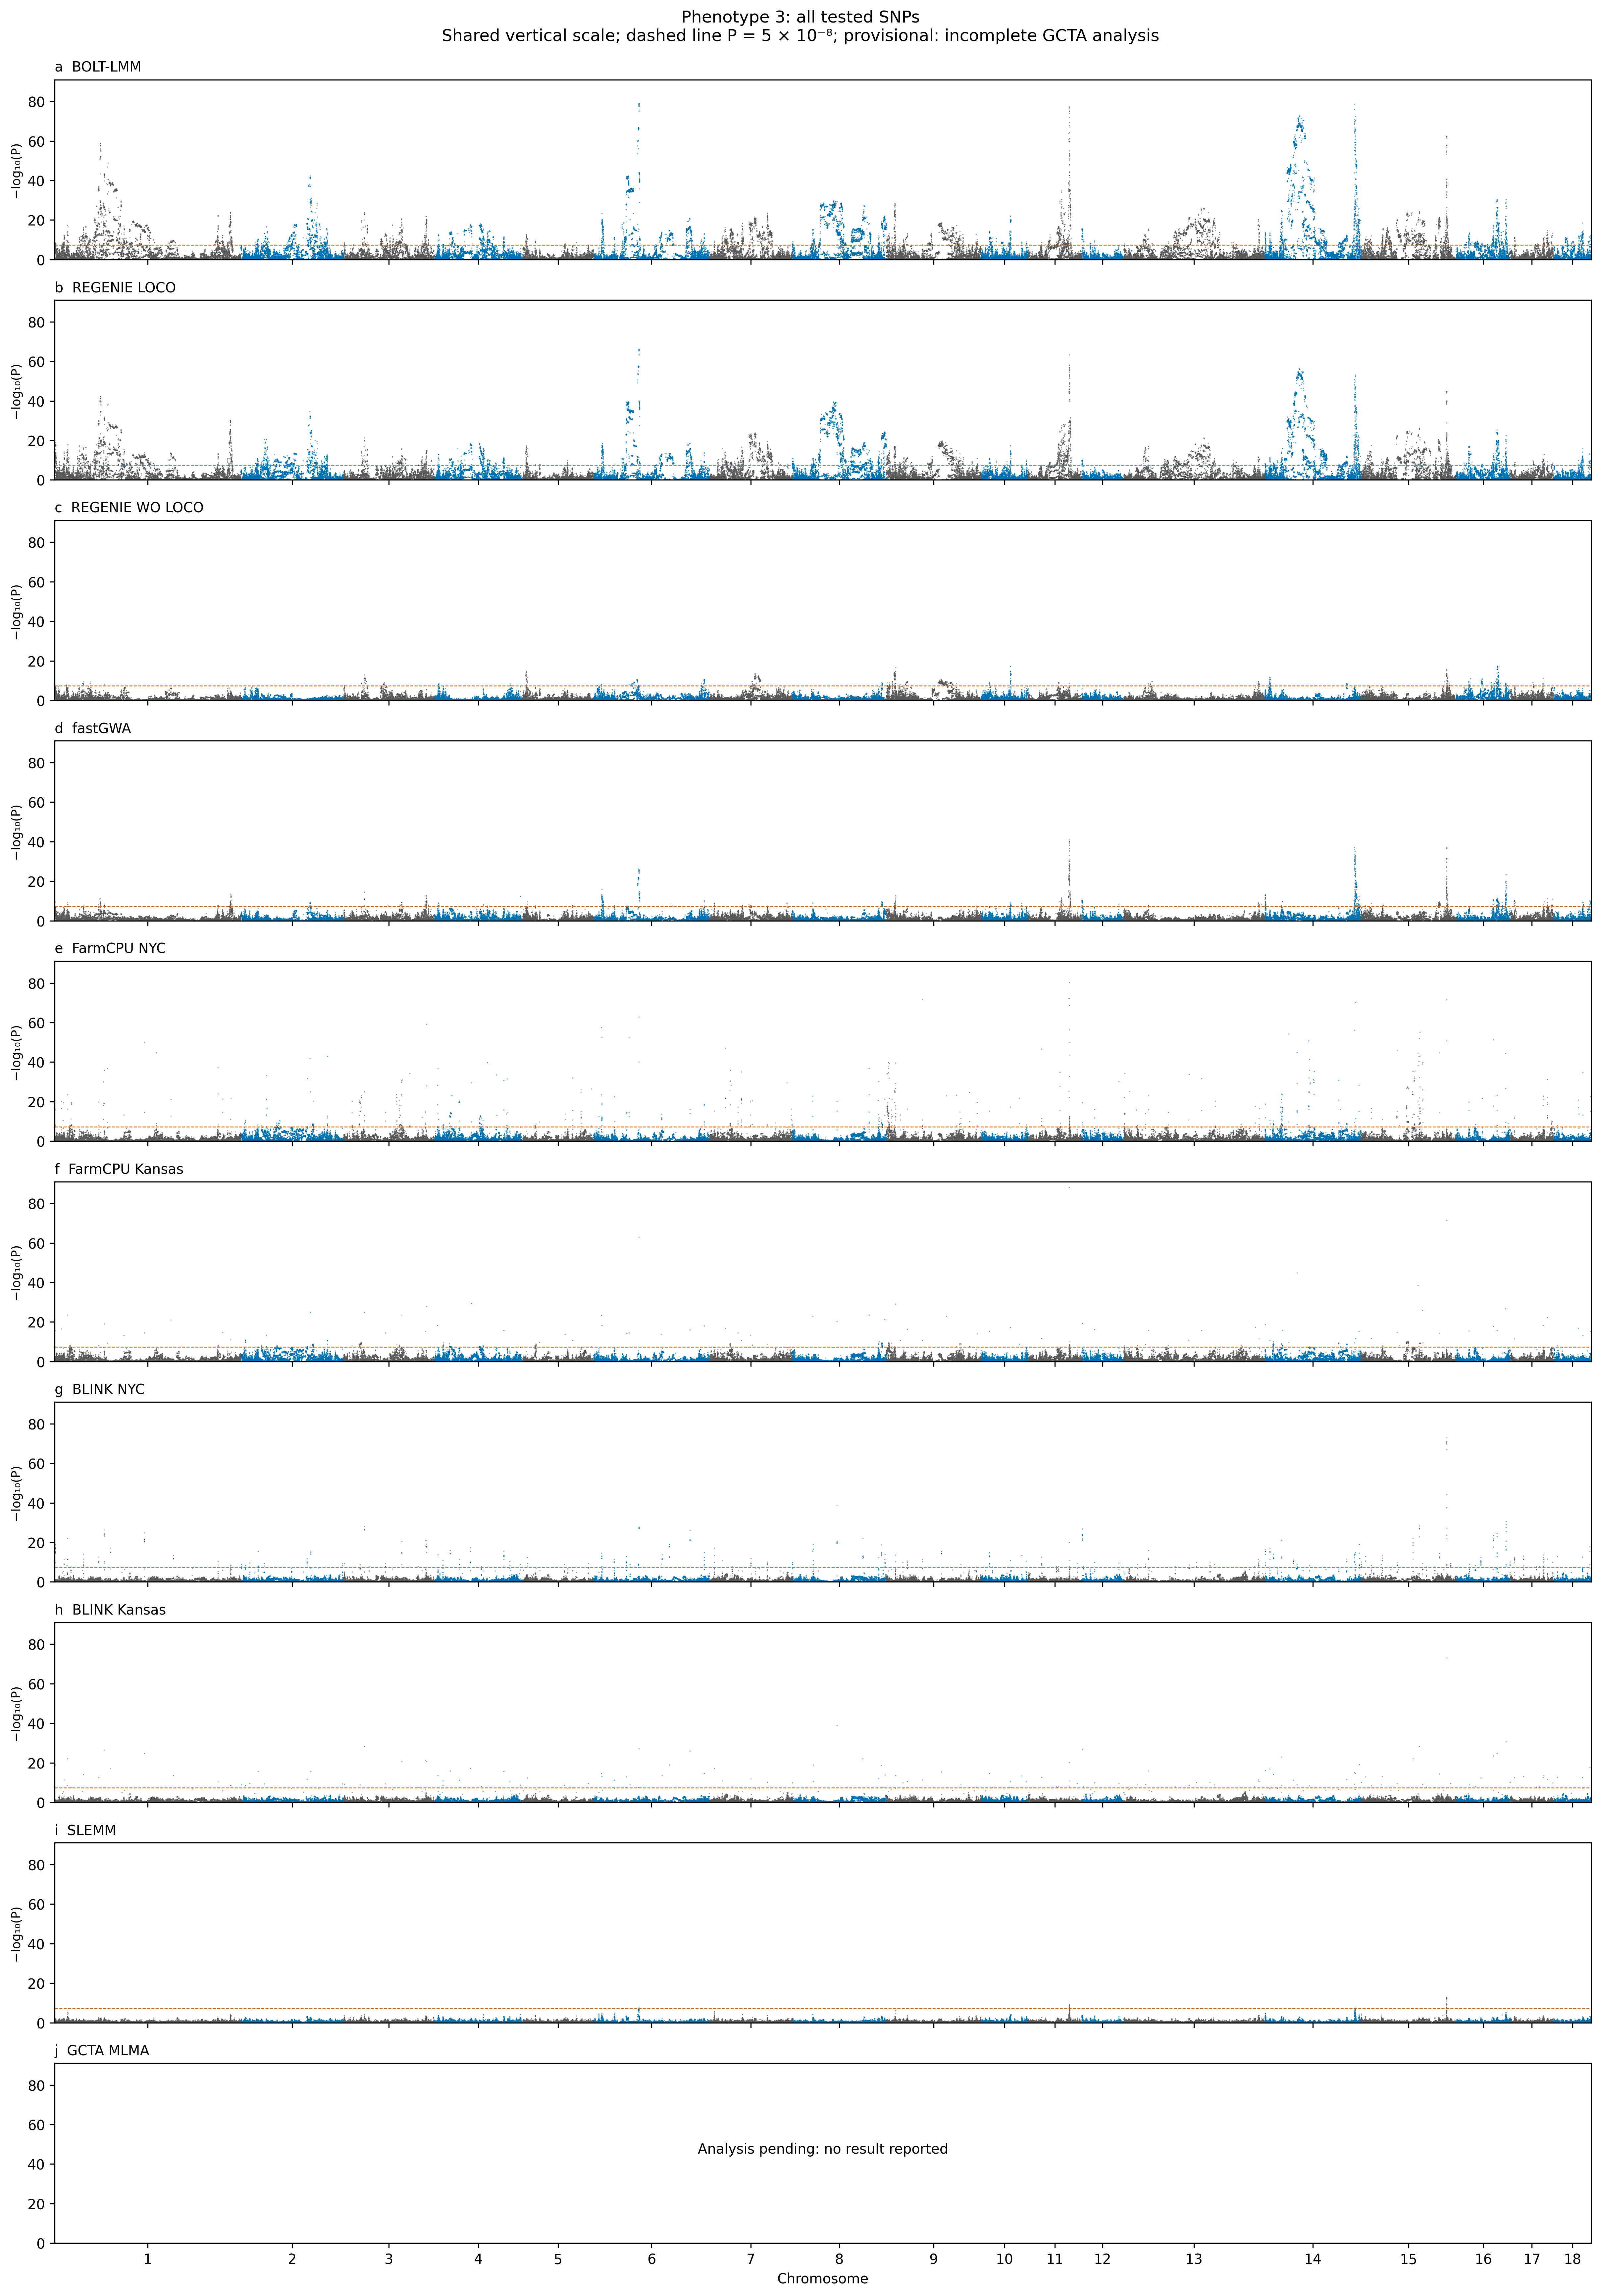 Phenotype 3: all tested SNPs
Shared vertical scale; dashed line P = 5 × 10⁻⁸; provisional: incomplete GCTA analysis
a BOLT-LMM
80
60
40
20
0
−log₁₀(P)
b REGENIE LOCO
80
60
40
20
0
−log₁₀(P)
c REGENIE WO LOCO
80
60
40
20
0
−log₁₀(P)
d fastGWA
80
60
40
20
0
−log₁₀(P)
e FarmCPU NYC
80
60
40
20
0
−log₁₀(P)
f FarmCPU Kansas
80
60
40
20
0
−log₁₀(P)
g BLINK NYC
80
60
40
20
0
−log₁₀(P)
h BLINK Kansas
80
60
40
20
0
−log₁₀(P)
i SLEMM
80
60
40
20
0
−log₁₀(P)
j GCTA MLMA
80
60
40
20
0
−log₁₀(P)
Analysis pending: no result reported
1 2 3 4 5 6 7 8 9 10 11 12 13 14 15 16 17 18
Chromosome